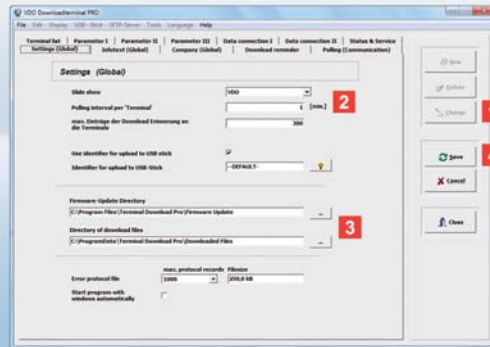 VDO Downloadterminal PRO
File Edit Display USB - Stick SFTP-Server Tools Language Help
Terminal list Parameter I Parameter II Parameter III Data connection I Data connection II Status & Service
Settings (Global) Infotext (Global) Company (Global) Download reminder Polling (Communication)
Settings (Global)
Slide show VDO
Polling interval per 'Terminal' 1 [min.]
2
max. Einträge der Download Erinnerung an die Terminals 300
Use identifier for upload to USB stick
Identifier for upload to USB-Stick --DEFAULT--
Firmware-Update Directory
C:\Program Files\Terminal Download Pro\Firmware Update ...
Directory of download files
C:\ProgramData\Terminal Download Pro\Downloaded Files ...
3
max. protocol records Filesize
Error protocol file 1000 250,0 kB
Start program with
windows automatically
New
Delete
Change
Save
Cancel
Close